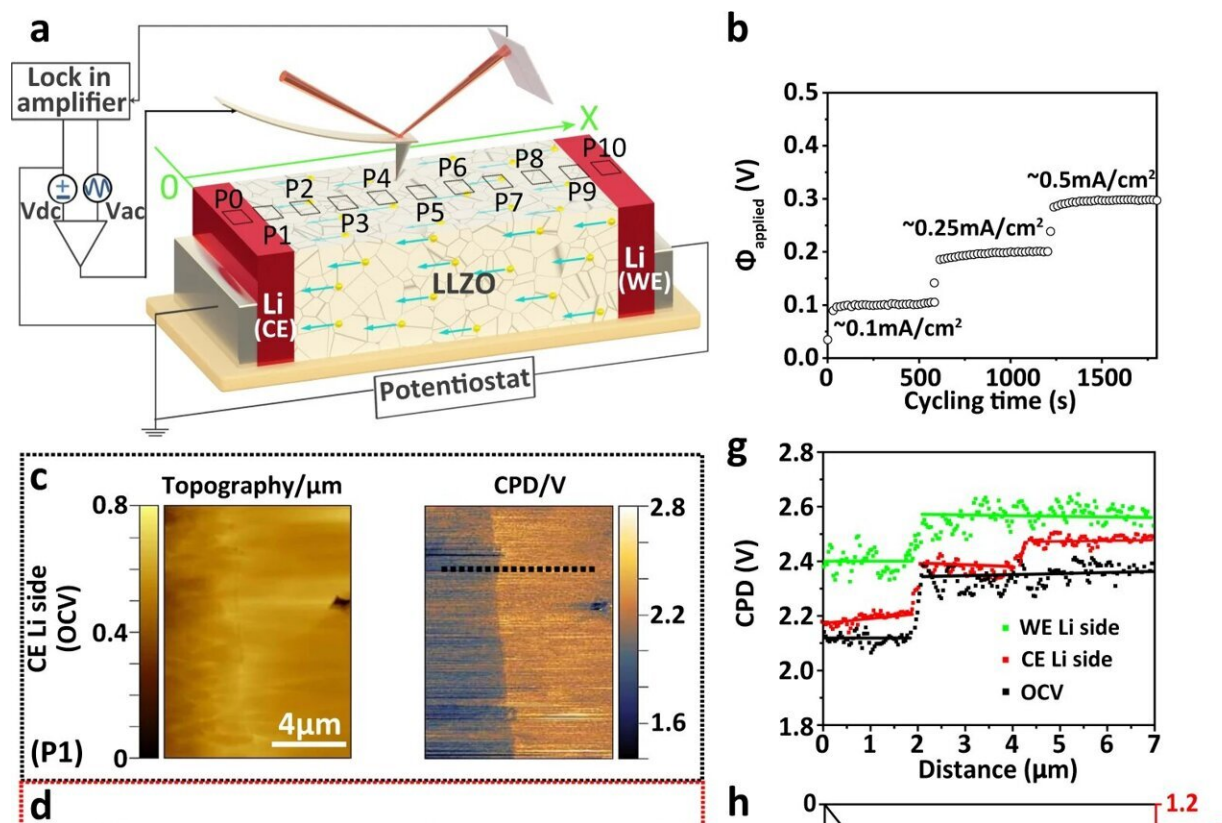 a
Lock in
amplifier
Vdc
Vac
0
X
P0
P1
P2
P3
P4
P5
P6
P7
P8
P9
P10
Li
(CE)
LLZO
Li
(WE)
Potentiostat
b
0.5
0.4
0.3
0.2
0.1
0.0
Φapplied (V)
~0.1mA/cm²
~0.25mA/cm²
~0.5mA/cm²
0 500 1000 1500
Cycling time (s)
c
Topography/μm
CPD/V
CE Li side
(OCV)
(P1)
0.8
0.4
0
4μm
2.8
2.2
1.6
g
2.8
2.6
2.4
2.2
2.0
1.8
CPD (V)
WE Li side
CE Li side
OCV
0 1 2 3 4 5 6 7
Distance (μm)
d
h
0
1.2